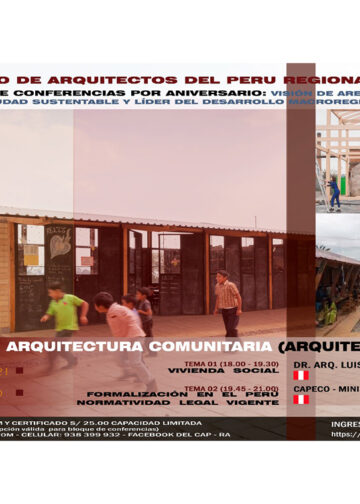 O DE ARQUITECTOS DEL PERU REGIONA
E CONFERENCIAS POR ANIVERSARIO: VISIÓN DE ARE
UDAD SUSTENTABLE Y LÍDER DEL DESARROLLO MACROREG
ARQUITECTURA COMUNITARIA (ARQUITE
TEMA 01 (18.00 - 19.30)
VIVIENDA SOCIAL
DR. ARQ. LUIS
TEMA 02 (19.45 - 21.00)
FORMALIZACIÓN EN EL PERÚ
NORMATIVIDAD LEGAL VIGENTE
CAPECO - MINI
M Y CERTIFICADO S/ 25.00 CAPACIDAD LIMITADA
pción válida para bloque de conferencias)
OM - CELULAR: 938 399 932 - FACEBOOK DEL CAP - RA
INGRES
https://